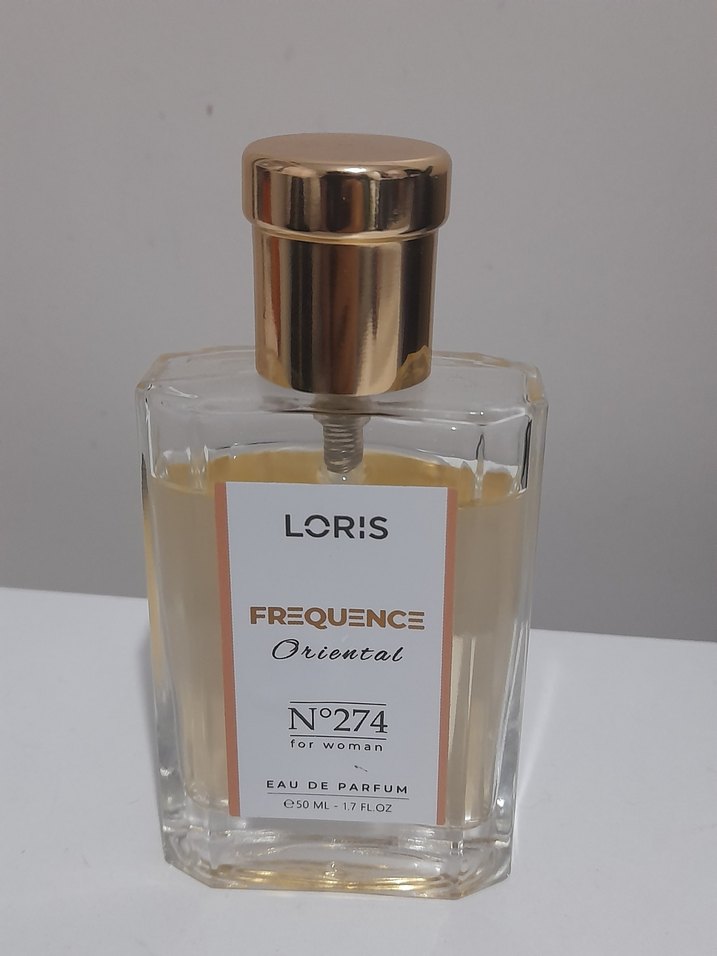 LORIS
FREQUENCE
Oriental
N°274
for woman
EAU DE PARFUM
℮50 ML - 1.7 FL.OZ